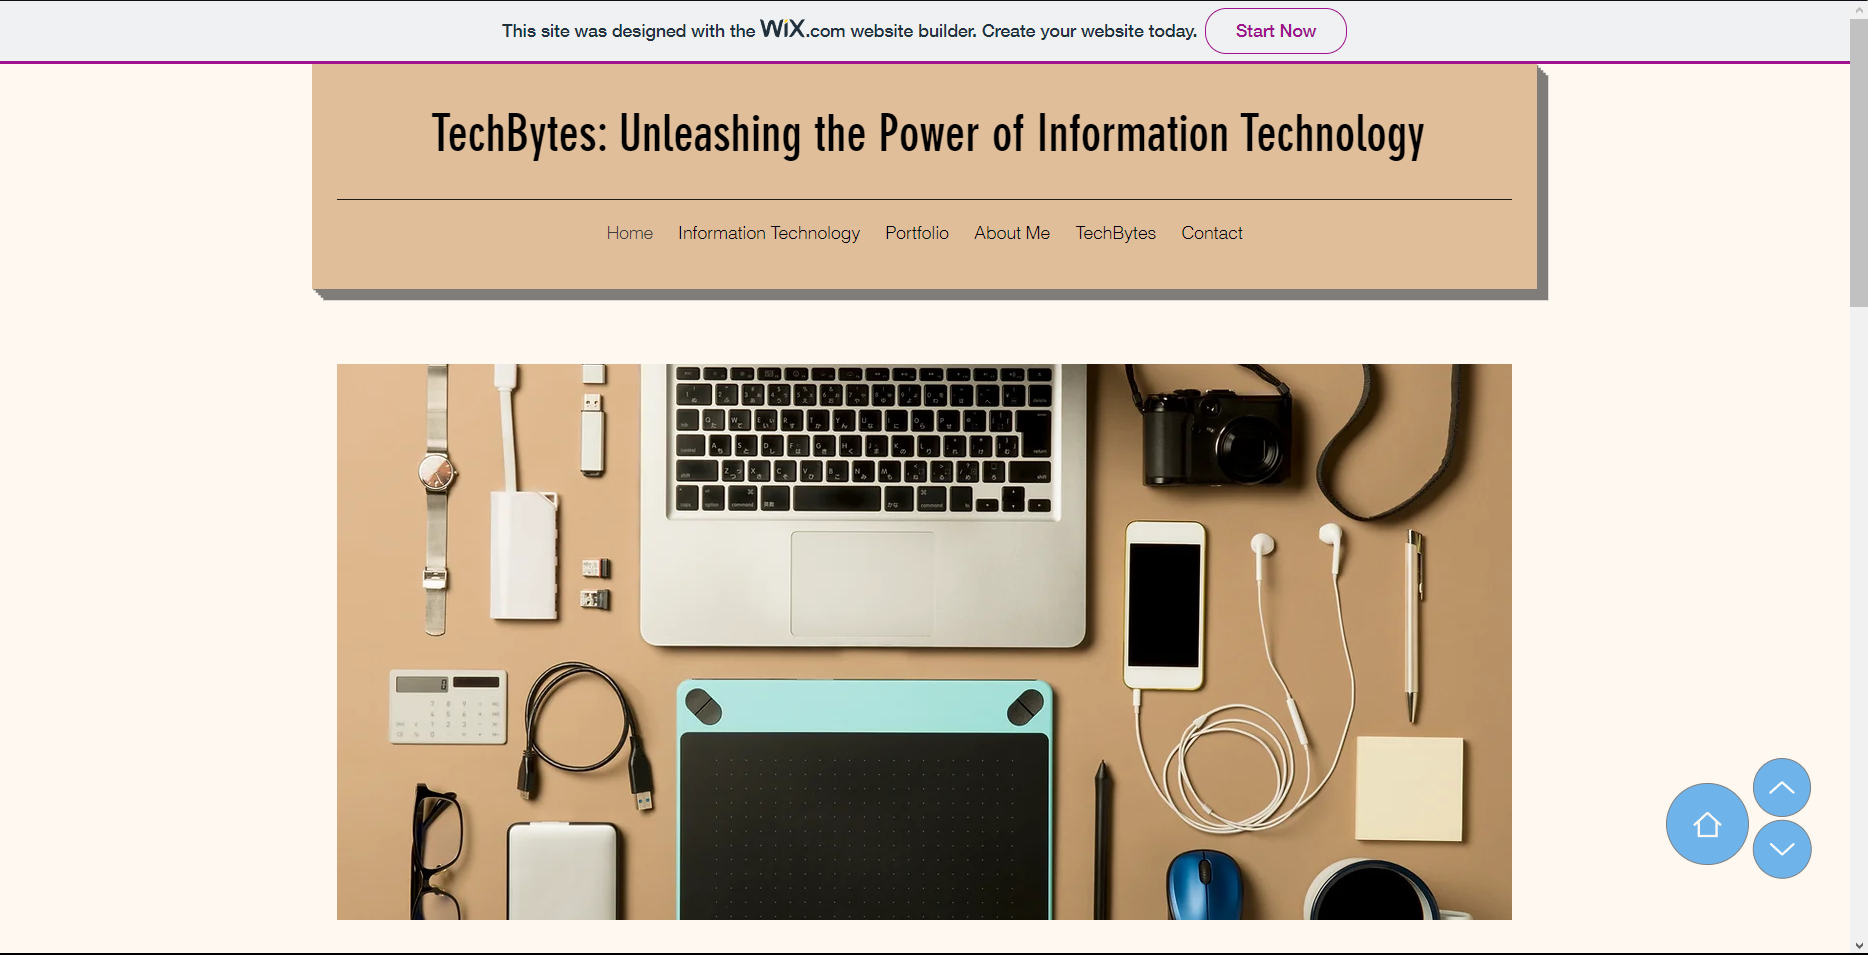 This site was designed with the WiX.com website builder. Create your website today. Start Now
TechBytes: Unleashing the Power of Information Technology
Home Information Technology Portfolio About Me TechBytes Contact